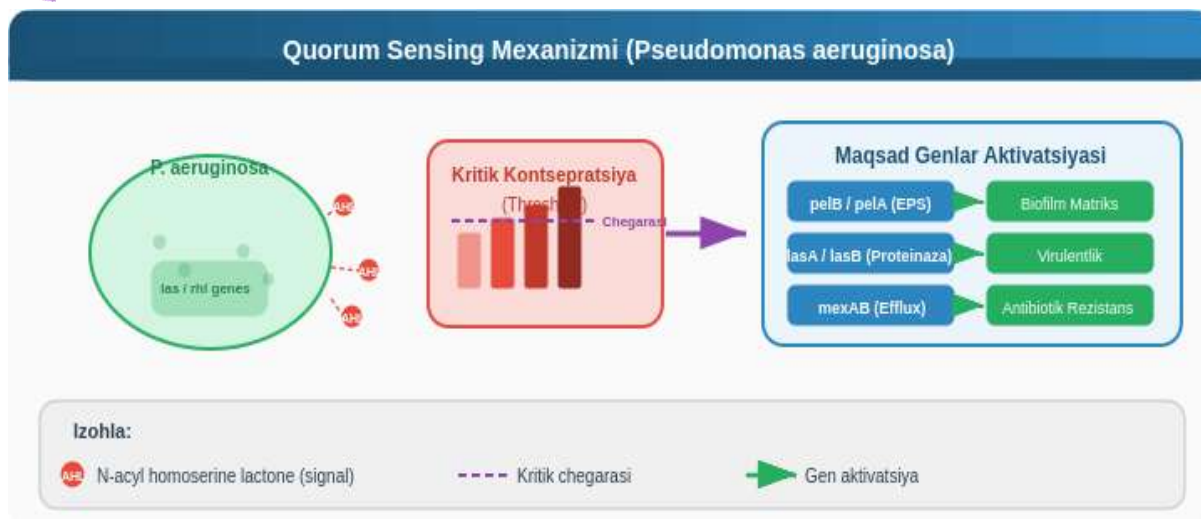 Quorum Sensing Mexanizmi (Pseudomonas aeruginosa)
P. aeruginosa
las / rhl genes
AHL
AHL
AHL
Kritik Kontsepratsiya
(Threshold)
Chegarasi
Maqsad Genlar Aktivatsiyasi
pelB / pelA (EPS)
Biofilm Matriks
lasA / lasB (Proteinaza)
Virulentlik
mexAB (Efflux)
Antibiotik Rezistans
Izohla:
AHL N-acyl homoserine lactone (signal)
Kritik chegarasi
Gen aktivatsiya